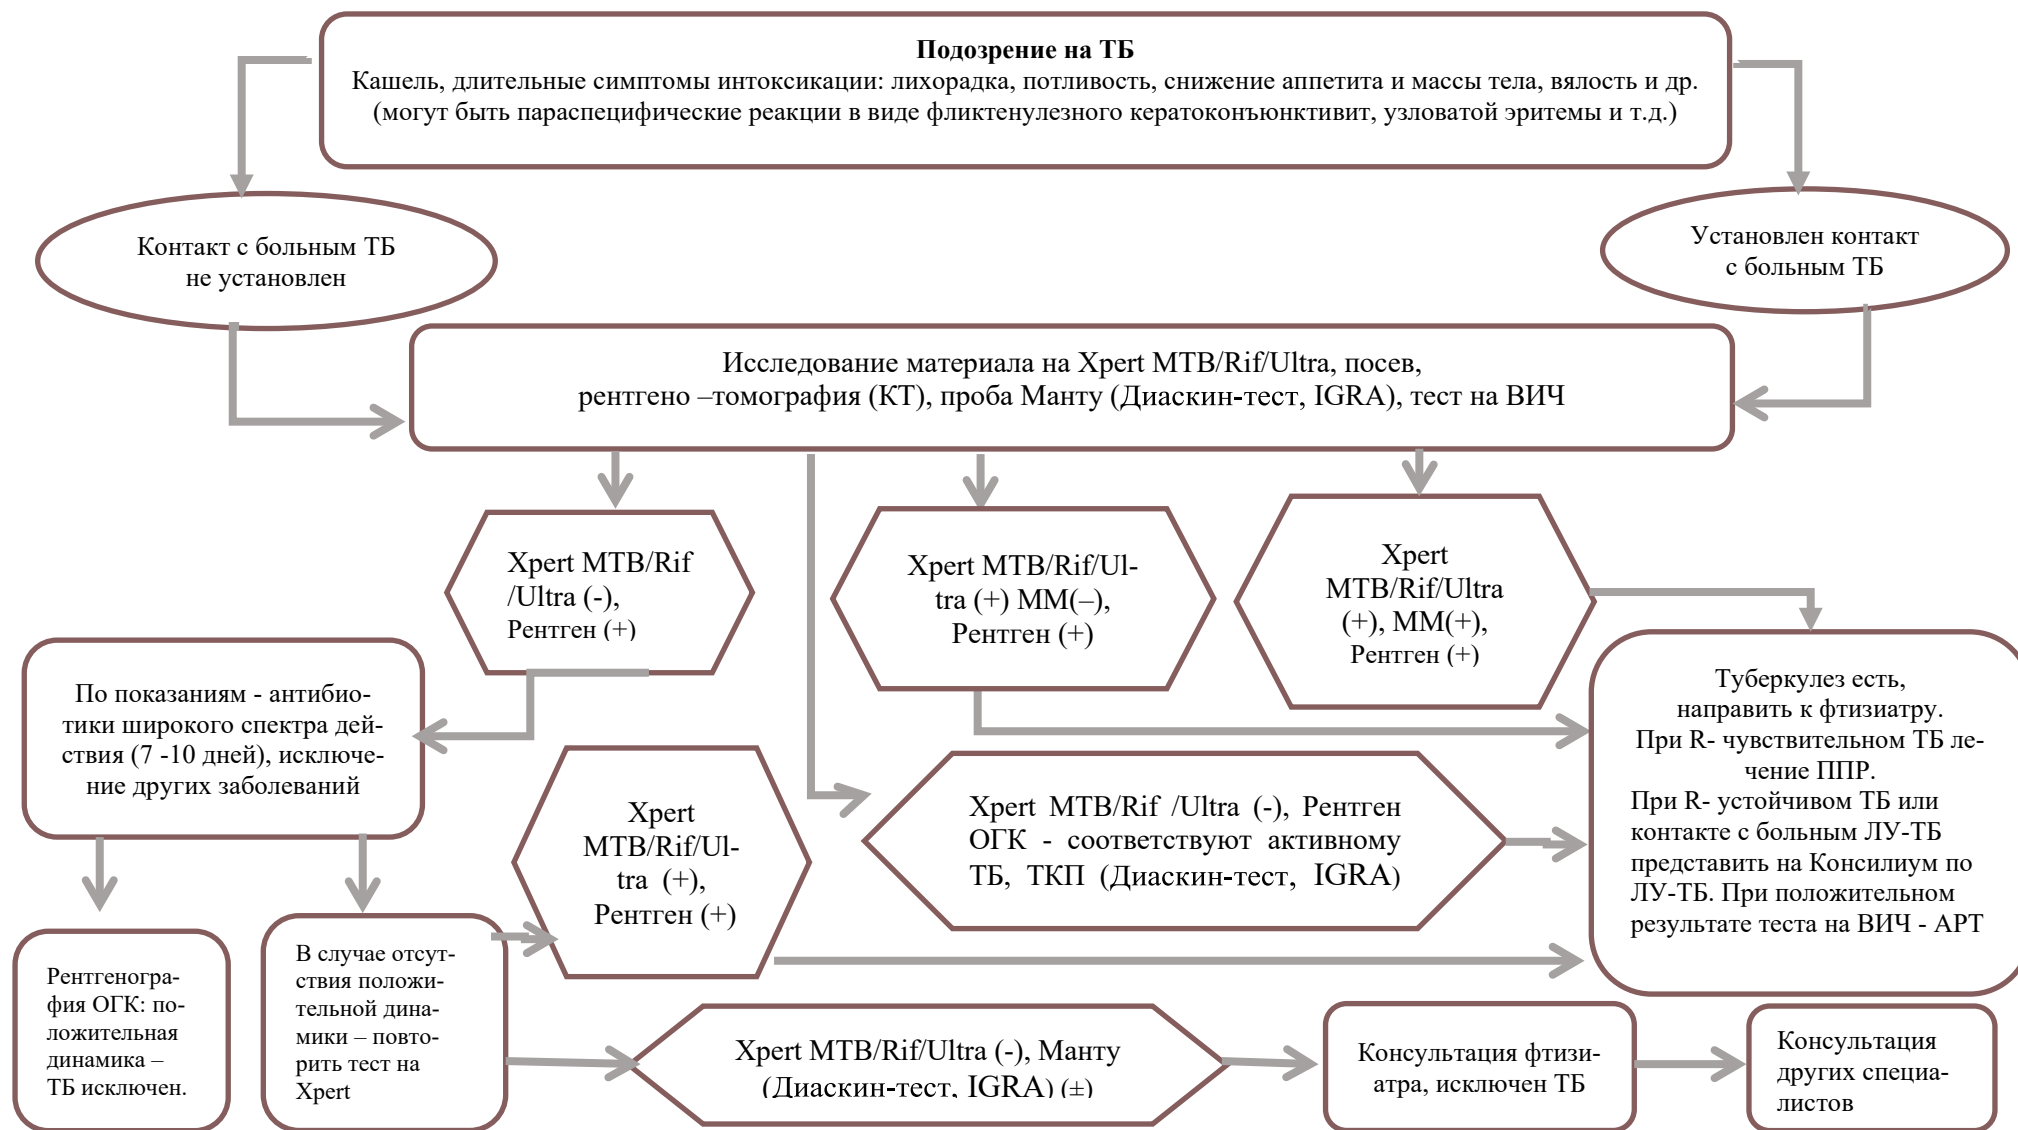 Подозрение на ТБ
Кашель, длительные симптомы интоксикации: лихорадка, потливость, снижение аппетита и массы тела, вялость и др.
(могут быть параспецифические реакции в виде фликтенулезного кератоконъюнктивит, узловатой эритемы и т.д.)
Контакт с больным ТБ
не установлен
Установлен контакт
с больным ТБ
Исследование материала на Xpert MTB/Rif/Ultra, посев,
рентгено –томография (КТ), проба Манту (Диаскин-тест, IGRA), тест на ВИЧ
Xpert MTB/Rif
/Ultra (-),
Рентген (+)
Xpert MTB/Rif/Ul-
tra (+) ММ(–),
Рентген (+)
Xpert
MTB/Rif/Ultra
(+), ММ(+),
Рентген (+)
По показаниям - антибио-
тики широкого спектра дей-
ствия (7 -10 дней), исключе-
ние других заболеваний
Xpert
MTB/Rif/Ul-
tra (+),
Рентген (+)
Xpert MTB/Rif /Ultra (-), Рентген
ОГК - соответствуют активному
ТБ, ТКП (Диаскин-тест, IGRA)
Туберкулез есть,
направить к фтизиатру.
При R- чувствительном ТБ ле-
чение ППР.
При R- устойчивом ТБ или
контакте с больным ЛУ-ТБ
представить на Консилиум по
ЛУ-ТБ. При положительном
результате теста на ВИЧ - АРТ
Рентгеногра-
фия ОГК: по-
ложительная
динамика –
ТБ исключен.
В случае отсут-
ствия положи-
тельной дина-
мики – повто-
рить тест на
Xpert
Xpert MTB/Rif/Ultra (-), Манту
(Диаскин-тест, IGRA) (±)
Консультация фтизи-
атра, исключен ТБ
Консультация
других специа-
листов